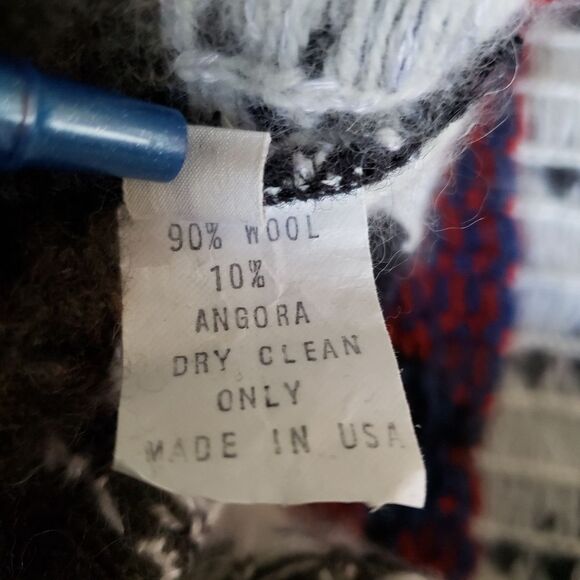 90% WOOL
10%
ANGORA
DRY CLEAN
ONLY
MADE IN USA